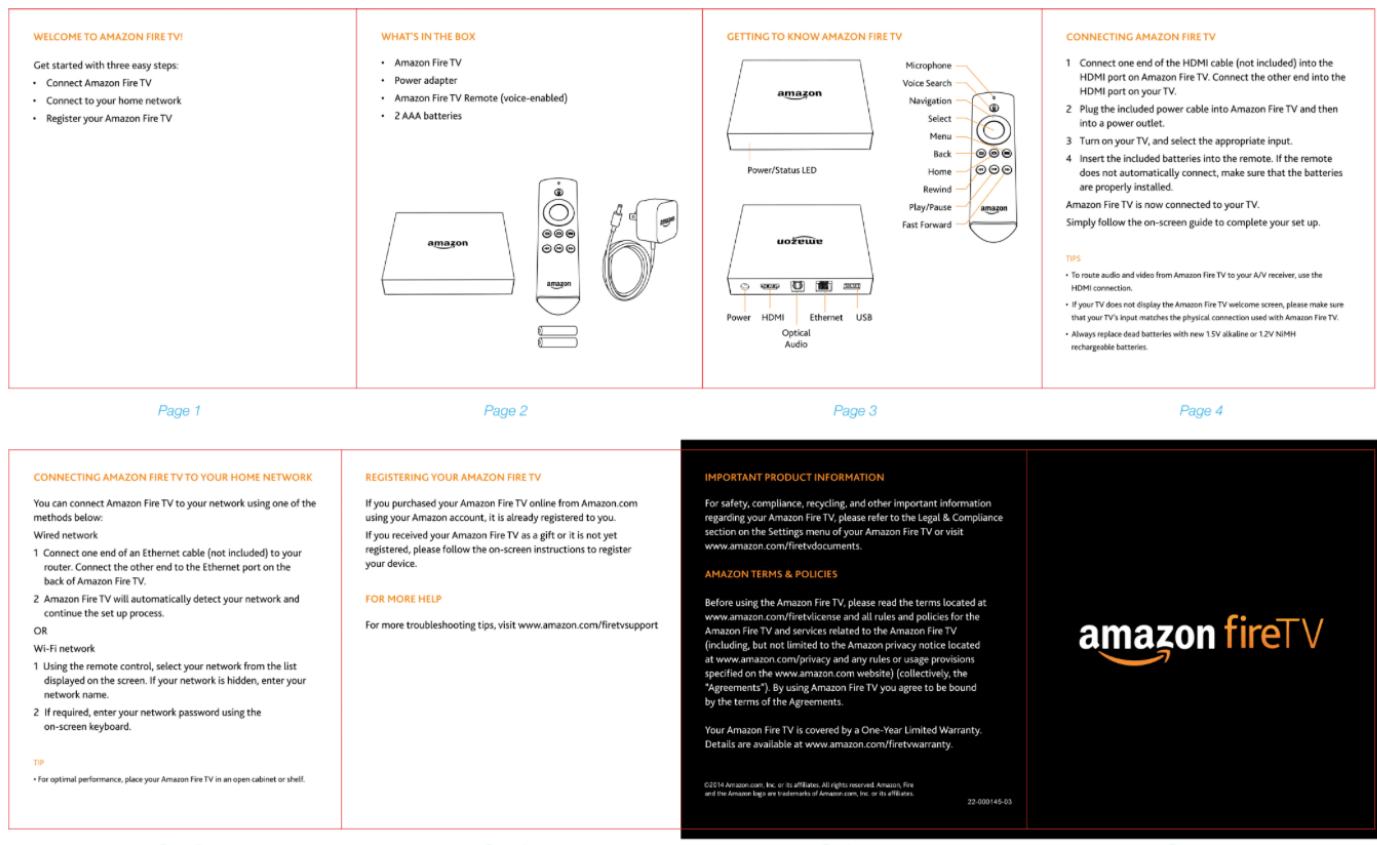 WELCOME TO AMAZON FIRE TV!
Get started with three easy steps:
• Connect Amazon Fire TV
• Connect to your home network
• Register your Amazon Fire TV
WHAT'S IN THE BOX
• Amazon Fire TV
• Power adapter
• Amazon Fire TV Remote (voice-enabled)
• 2 AAA batteries
amazon
amazon
amazon
GETTING TO KNOW AMAZON FIRE TV
amazon
Power/Status LED
amazon
Power
HDMI
Optical
Audio
Ethernet
USB
Microphone
Voice Search
Navigation
Select
Menu
Back
Home
Rewind
Play/Pause
Fast Forward
amazon
CONNECTING AMAZON FIRE TV
1 Connect one end of the HDMI cable (not included) into the
HDMI port on Amazon Fire TV. Connect the other end into the
HDMI port on your TV.
2 Plug the included power cable into Amazon Fire TV and then
into a power outlet.
3 Turn on your TV, and select the appropriate input.
4 Insert the included batteries into the remote. If the remote
does not automatically connect, make sure that the batteries
are properly installed.
Amazon Fire TV is now connected to your TV.
Simply follow the on-screen guide to complete your set up.
TIPS
• To route audio and video from Amazon Fire TV to your A/V receiver, use the
HDMI connection.
• If your TV does not display the Amazon Fire TV welcome screen, please make sure
that your TV's input matches the physical connection used with Amazon Fire TV.
• Always replace dead batteries with new 1.5V alkaline or 1.2V NiMH
rechargeable batteries.
Page 1
Page 2
Page 3
Page 4
CONNECTING AMAZON FIRE TV TO YOUR HOME NETWORK
You can connect Amazon Fire TV to your network using one of the
methods below:
Wired network
1 Connect one end of an Ethernet cable (not included) to your
router. Connect the other end to the Ethernet port on the
back of Amazon Fire TV.
2 Amazon Fire TV will automatically detect your network and
continue the set up process.
OR
Wi-Fi network
1 Using the remote control, select your network from the list
displayed on the screen. If your network is hidden, enter your
network name.
2 If required, enter your network password using the
on-screen keyboard.
TIP
• For optimal performance, place your Amazon Fire TV in an open cabinet or shelf.
REGISTERING YOUR AMAZON FIRE TV
If you purchased your Amazon Fire TV online from Amazon.com
using your Amazon account, it is already registered to you.
If you received your Amazon Fire TV as a gift or it is not yet
registered, please follow the on-screen instructions to register
your device.
FOR MORE HELP
For more troubleshooting tips, visit www.amazon.com/firetvsupport
IMPORTANT PRODUCT INFORMATION
For safety, compliance, recycling, and other important information
regarding your Amazon Fire TV, please refer to the Legal & Compliance
section on the Settings menu of your Amazon Fire TV or visit
www.amazon.com/firetvdocuments.
AMAZON TERMS & POLICIES
Before using the Amazon Fire TV, please read the terms located at
www.amazon.com/firetvlicense and all rules and policies for the
Amazon Fire TV and services related to the Amazon Fire TV
(including, but not limited to the Amazon privacy notice located
at www.amazon.com/privacy and any rules or usage provisions
specified on the www.amazon.com website) (collectively, the
"Agreements"). By using Amazon Fire TV you agree to be bound
by the terms of the Agreements.
Your Amazon Fire TV is covered by a One-Year Limited Warranty.
Details are available at www.amazon.com/firetvwarranty.
©2014 Amazon.com, Inc. or its affiliates. All rights reserved. Amazon, Fire
and the Amazon logo are trademarks of Amazon.com, Inc. or its affiliates.
22-000145-03
amazon fireTV